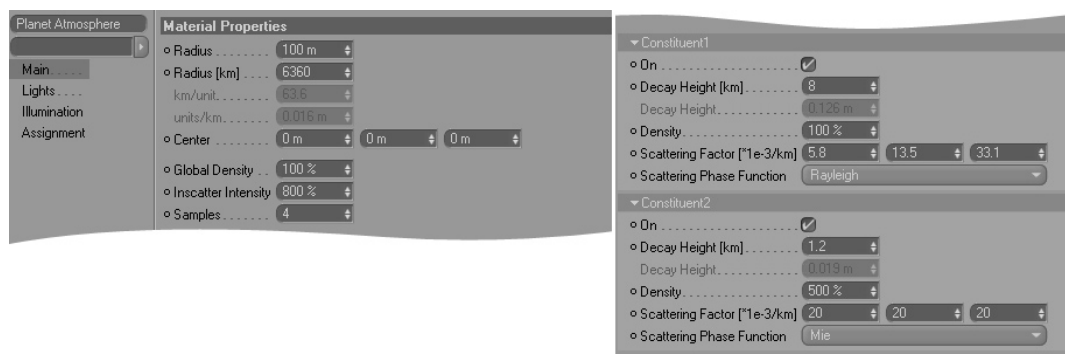 Planet Atmosphere
Main.....
Lights....
Illumination
Assignment
Material Properties
Radius......... 100 m
Radius [km].... 6360
km/unit........ 63.6
units/km....... 0.016 m
Center......... 0 m 0 m 0 m
Global Density.. 100 %
Inscatter Intensity 800 %
Samples....... 4
Constituent1
On....................
Decay Height [km]....... 8
Decay Height........... 0.126 m
Density................ 100 %
Scattering Factor [*1e-3/km] 5.8 13.5 33.1
Scattering Phase Function Rayleigh
Constituent2
On....................
Decay Height [km]....... 1.2
Decay Height........... 0.019 m
Density................ 500 %
Scattering Factor [*1e-3/km] 20 20 20
Scattering Phase Function Mie